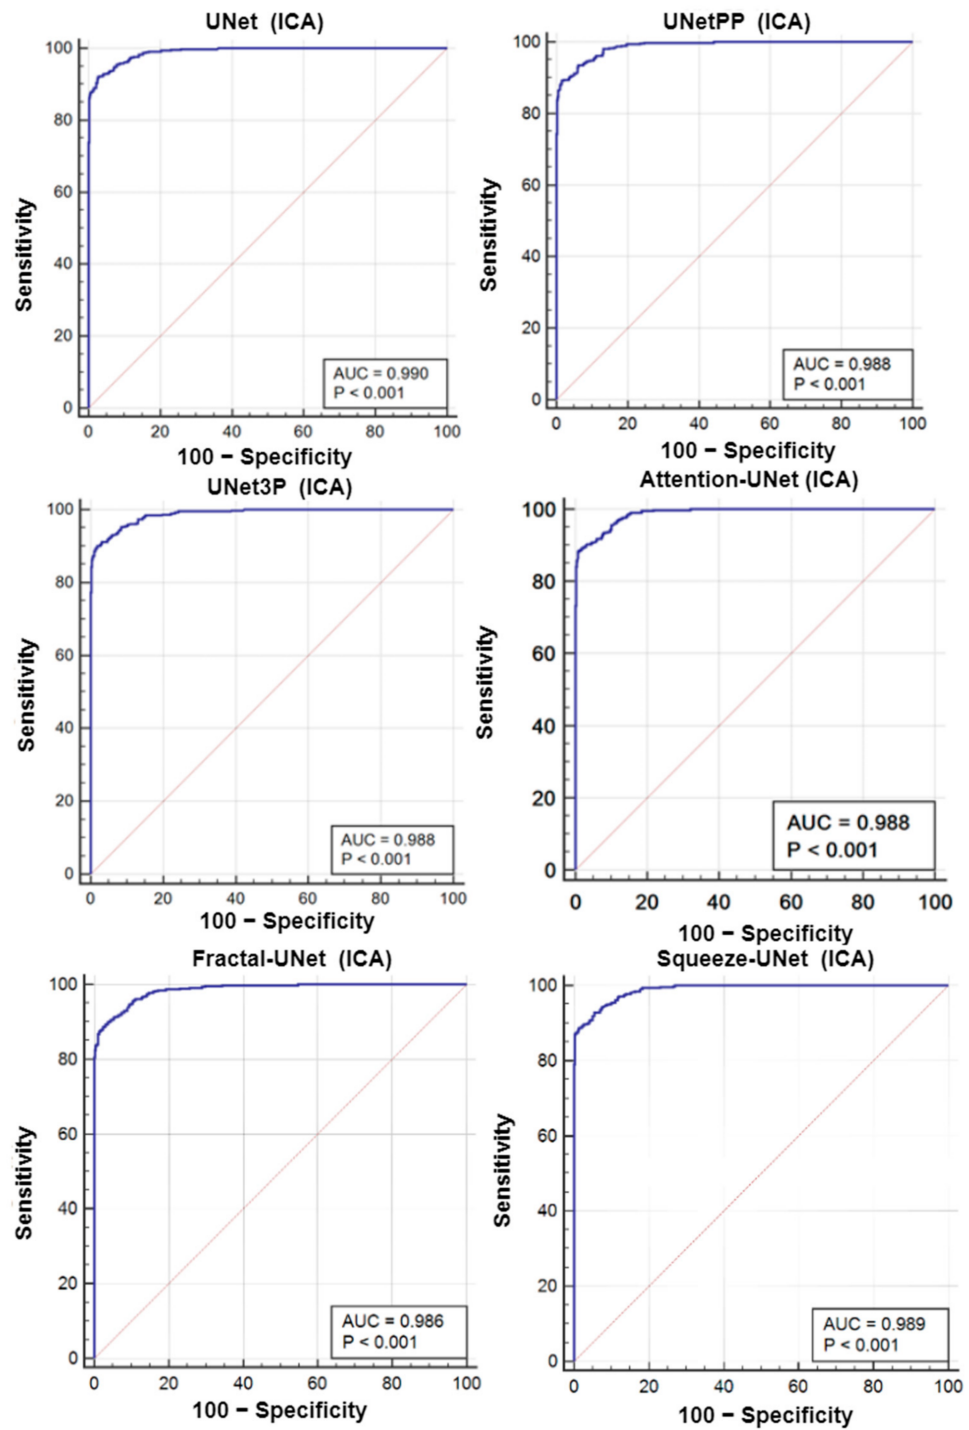 UNet (ICA)
100
80
60
40
20
0
Sensitivity
AUC = 0.990
P < 0.001
0 20 40 60 80 100
100 − Specificity
UNetPP (ICA)
100
80
60
40
20
0
Sensitivity
AUC = 0.988
P < 0.001
0 20 40 60 80 100
100 − Specificity
UNet3P (ICA)
100
80
60
40
20
0
Sensitivity
AUC = 0.988
P < 0.001
0 20 40 60 80 100
100 − Specificity
Attention-UNet (ICA)
100
80
60
40
20
0
Sensitivity
AUC = 0.988
P < 0.001
0 20 40 60 80 100
100 − Specificity
Fractal-UNet (ICA)
100
80
60
40
20
0
Sensitivity
AUC = 0.986
P < 0.001
0 20 40 60 80 100
100 − Specificity
Squeeze-UNet (ICA)
100
80
60
40
20
0
Sensitivity
AUC = 0.989
P < 0.001
0 20 40 60 80 100
100 − Specificity